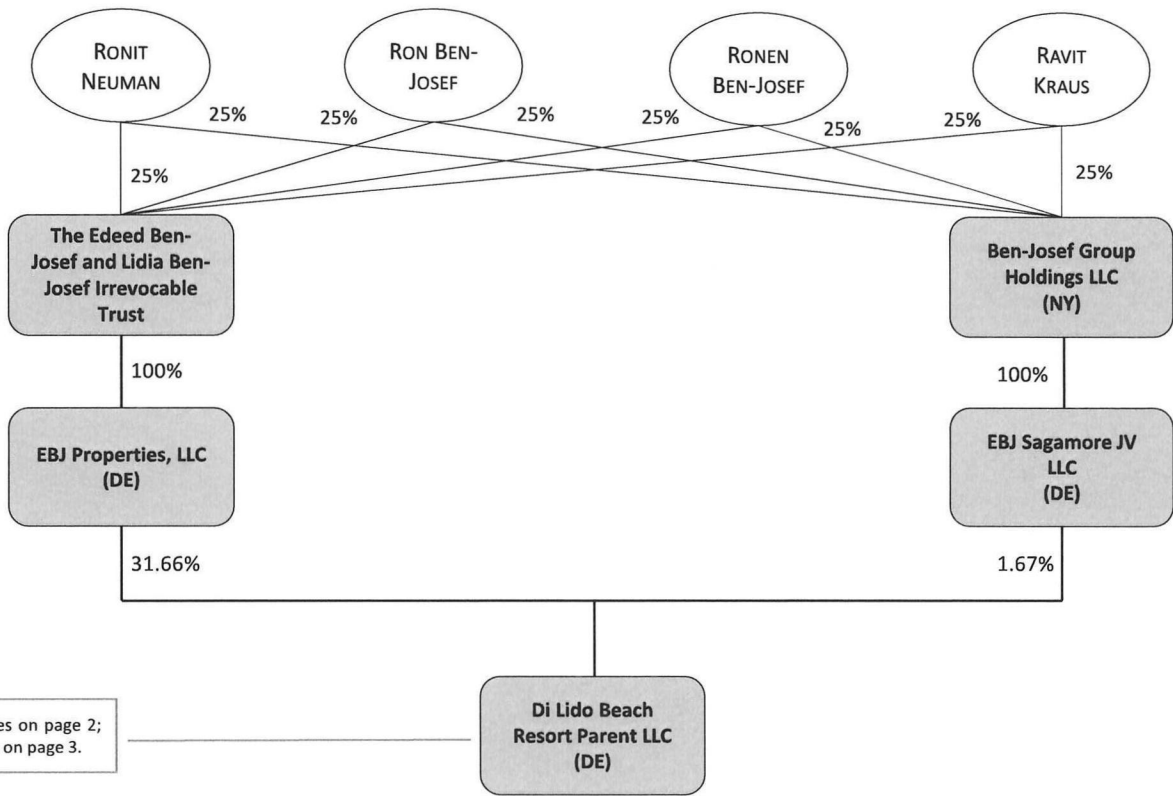 RONIT
NEUMAN
RON BEN-
JOSEF
RONEN
BEN-JOSEF
RAVIT
KRAUS
25%
25%
25%
25%
25%
25%
25%
25%
The Edeed Ben-
Josef and Lidia Ben-
Josef Irrevocable
Trust
Ben-Josef Group
Holdings LLC
(NY)
100%
100%
EBJ Properties, LLC
(DE)
EBJ Sagamore JV
LLC
(DE)
31.66%
1.67%
es on page 2;
on page 3.
Di Lido Beach
Resort Parent LLC
(DE)